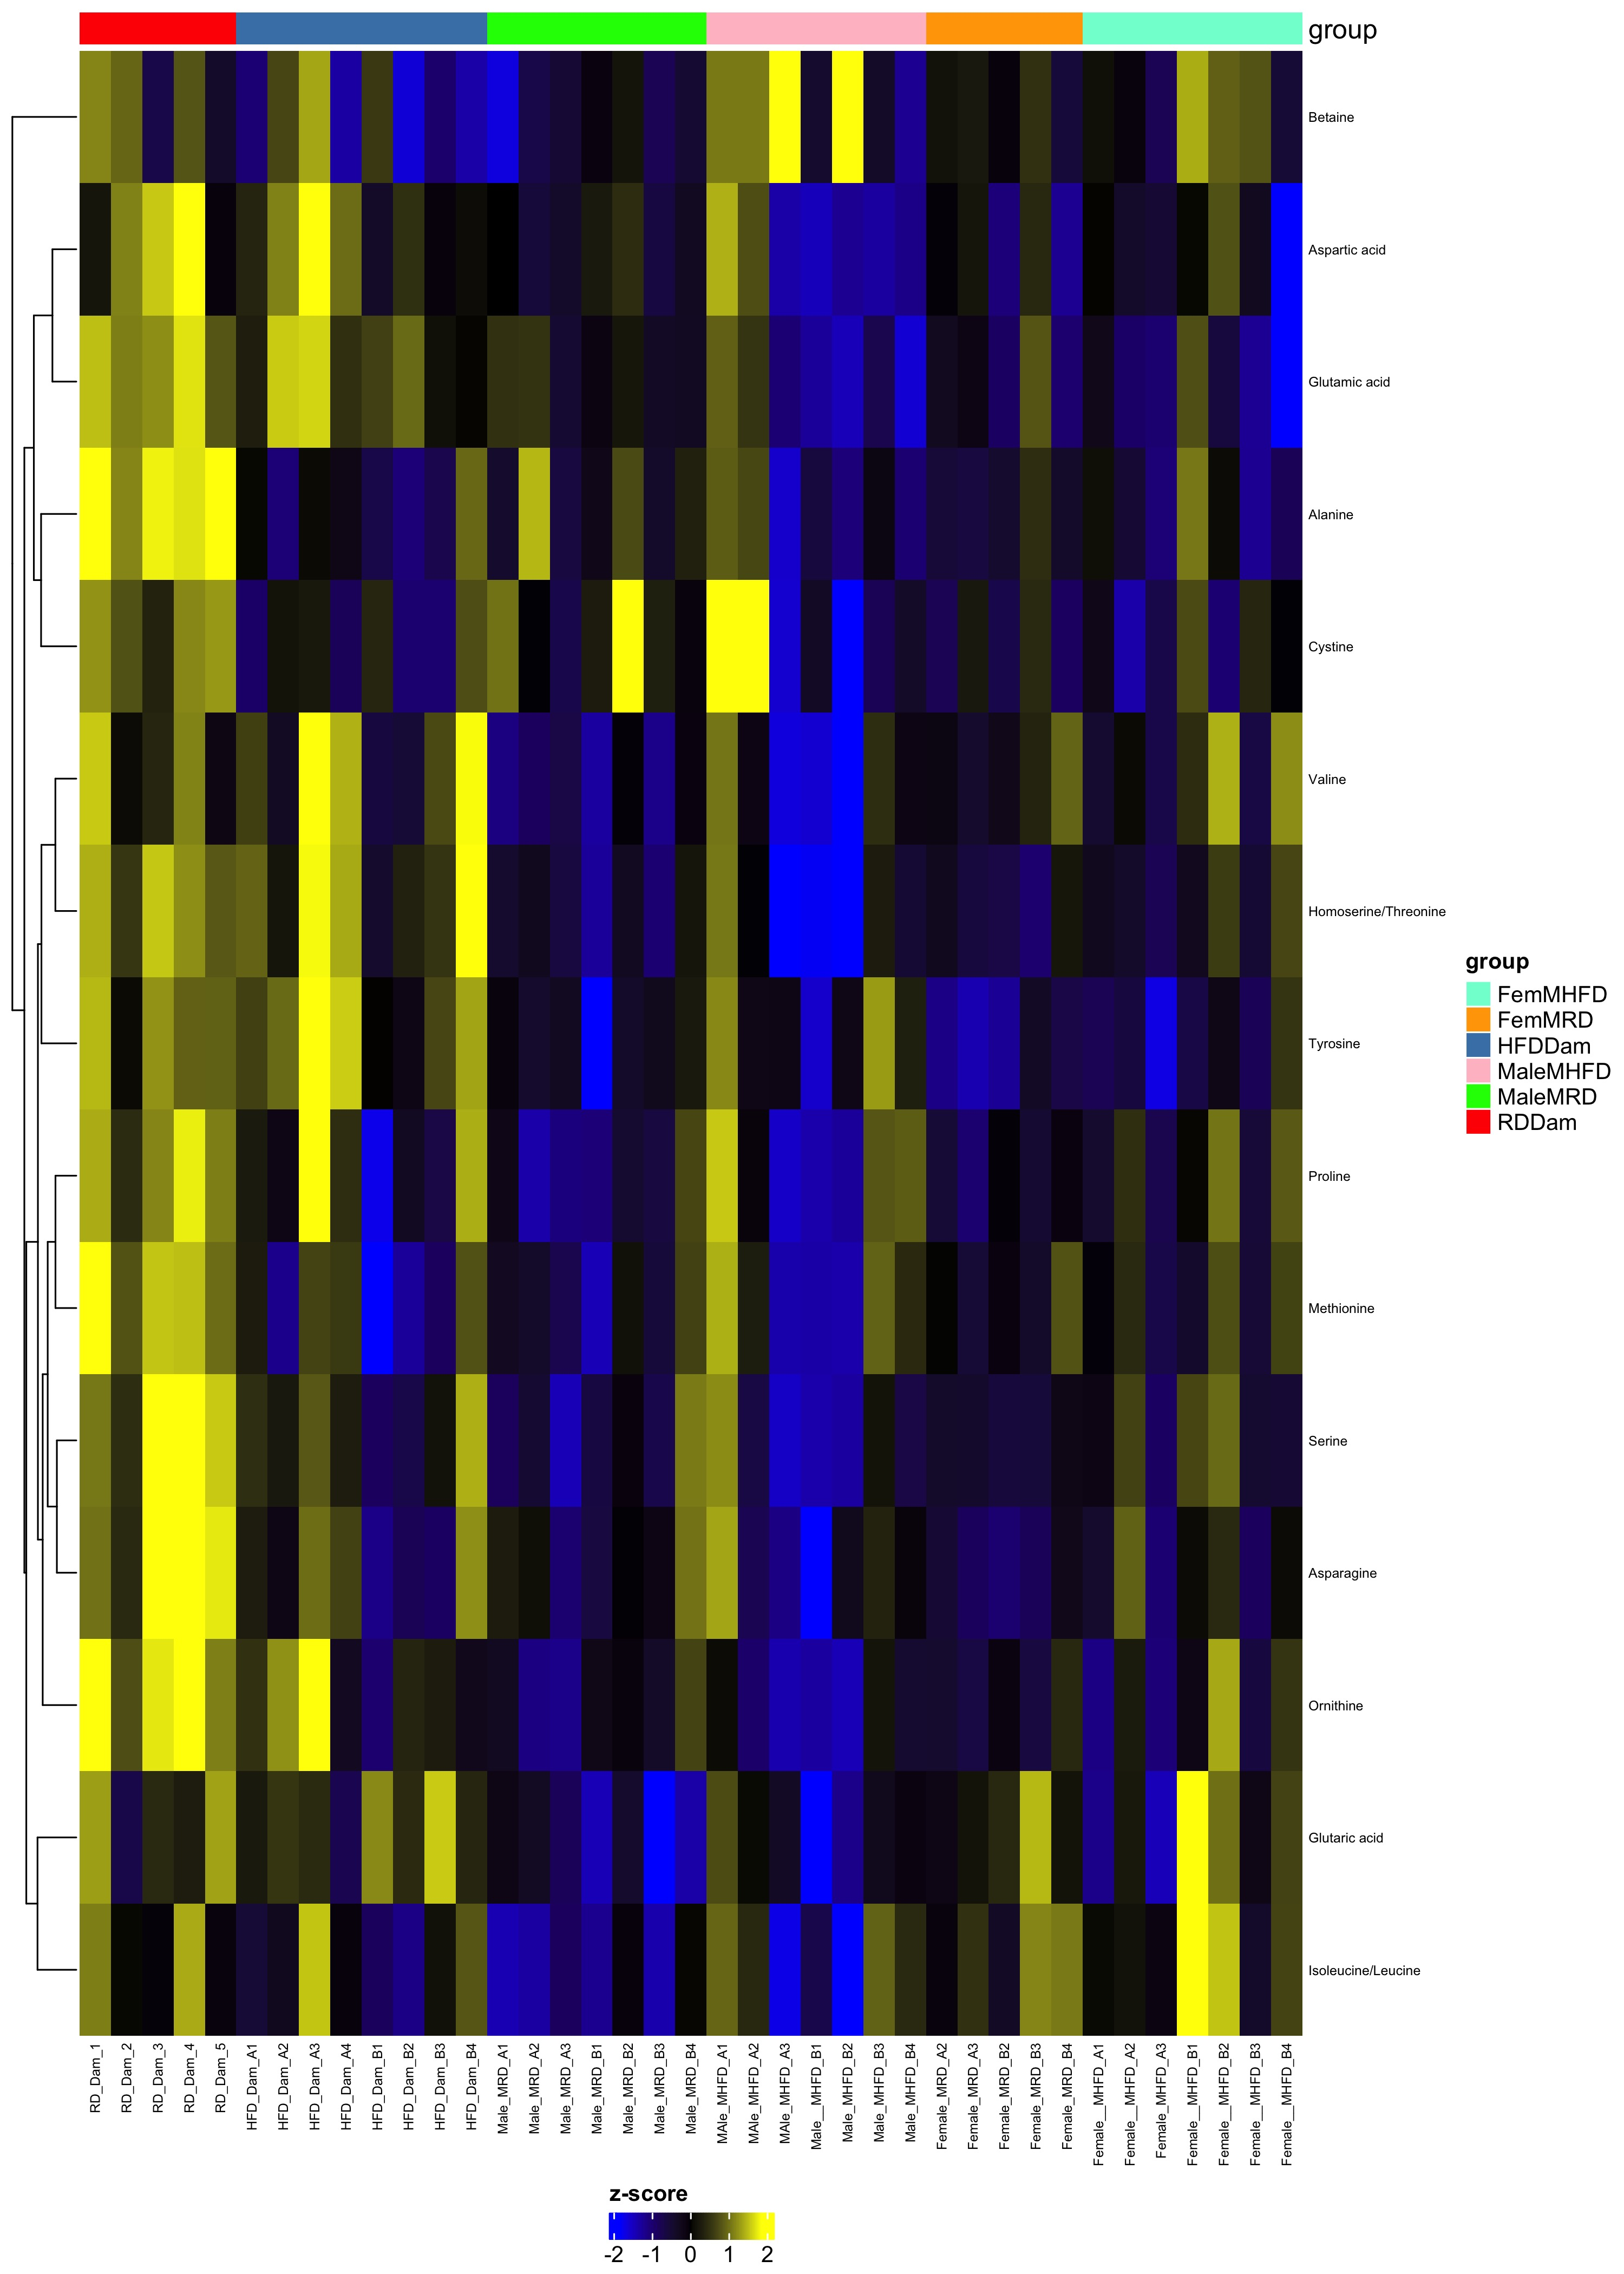 group
Betaine
Aspartic acid
Glutamic acid
Alanine
Cystine
Valine
Homoserine/Threonine
Tyrosine
Proline
Methionine
Serine
Asparagine
Ornithine
Glutaric acid
Isoleucine/Leucine
group
FemMHFD
FemMRD
HFDDam
MaleMHFD
MaleMRD
RDDam
RD_Dam_1
RD_Dam_2
RD_Dam_3
RD_Dam_4
RD_Dam_5
HFD_Dam_A1
HFD_Dam_A2
HFD_Dam_A3
HFD_Dam_A4
HFD_Dam_B1
HFD_Dam_B2
HFD_Dam_B3
HFD_Dam_B4
Male_MRD_A1
Male_MRD_A2
Male_MRD_A3
Male_MRD_B1
Male_MRD_B2
Male_MRD_B3
Male_MRD_B4
MAle_MHFD_A1
MAle_MHFD_A2
MAle_MHFD_A3
Male__MHFD_B1
Male_MHFD_B2
Male_MHFD_B3
Male_MHFD_B4
Female_MRD_A2
Female_MRD_A3
Female_MRD_B2
Female_MRD_B3
Female_MRD_B4
Female__MHFD_A1
Female__MHFD_A2
Female_MHFD_A3
Female__MHFD_B1
Female__MHFD_B2
Female__MHFD_B3
Female__MHFD_B4
z-score
-2 -1 0 1 2